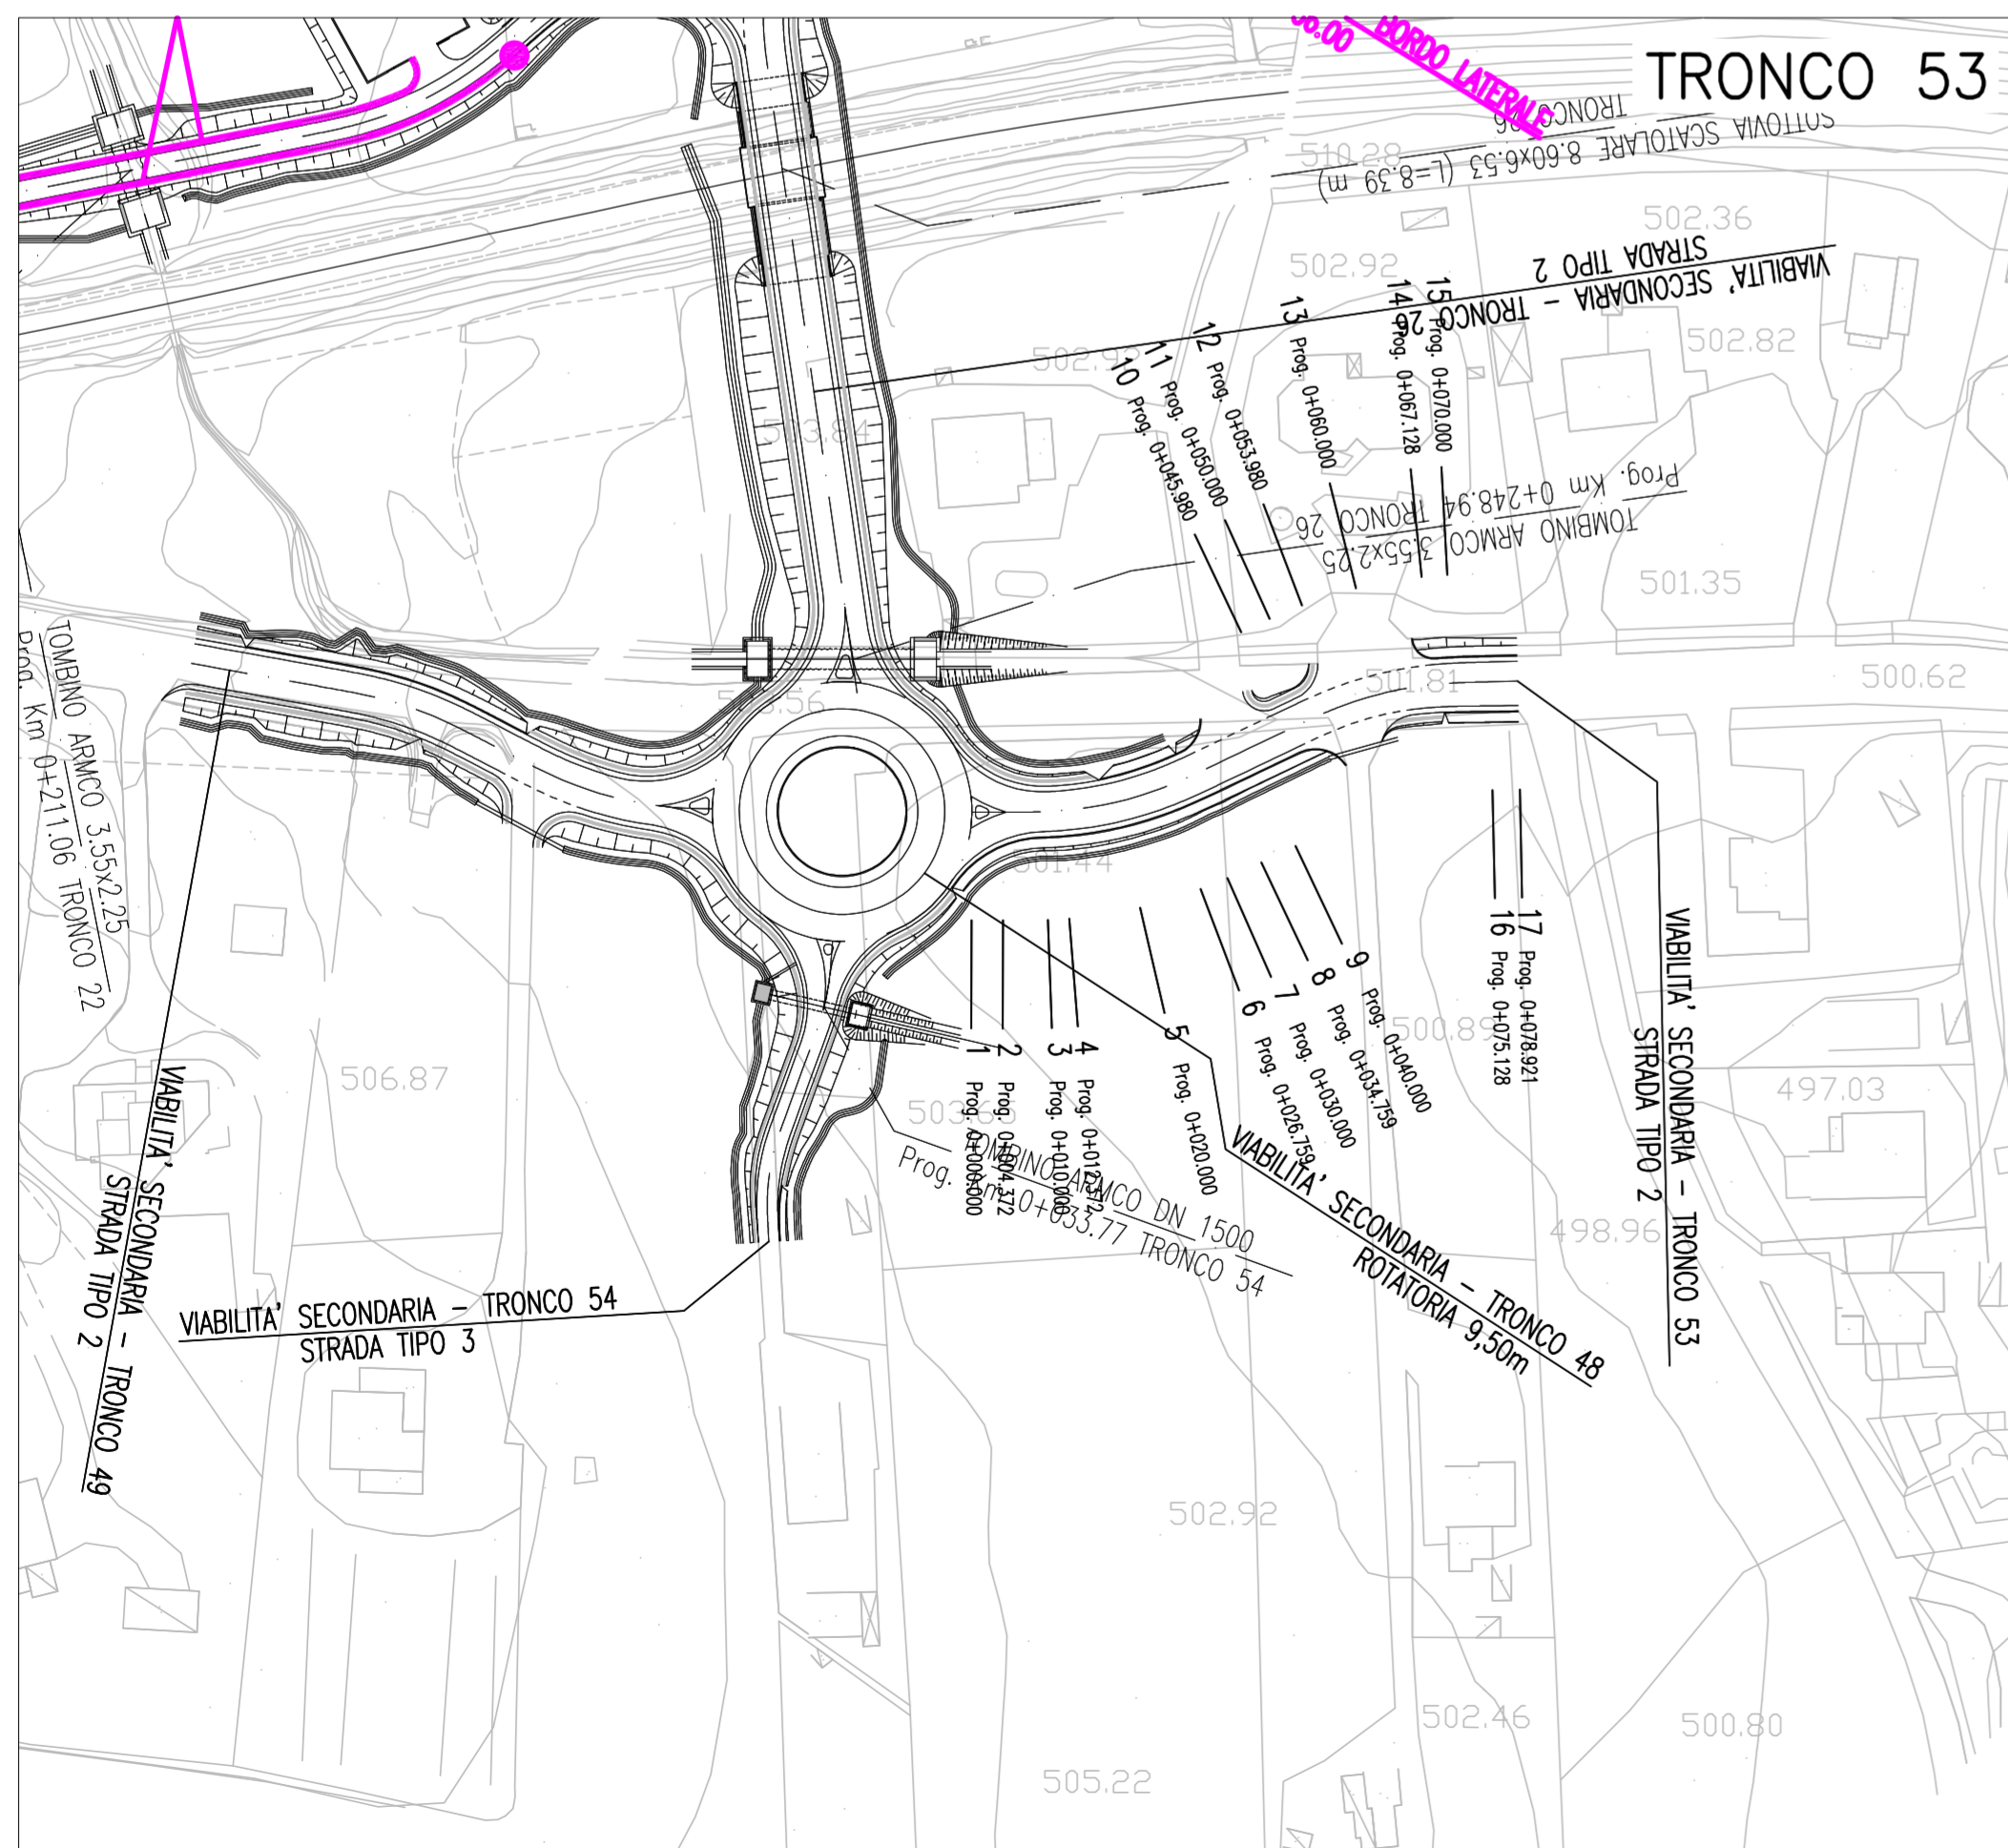 TRONCO 53
BORDO LATERALE
SCATOLARE 8.60x6.53 (L=8.39 m)
TRONCO
510.28
502.36
502.92
VIABILITA' SECONDARIA - TRONCO 26
STRADA TIPO 2
502.82
15 Prog. 0+070.000
14 Prog. 0+067.128
13 Prog. 0+060.000
12 Prog. 0+053.980
11 Prog. 0+050.000
10 Prog. 0+045.980
TOMBINO ARMCO 3.55x2.25
Prog. Km 0+248.94 TRONCO 26
501.35
501.81
500.62
501.44
TOMBINO ARMCO 3.55x2.25
Prog. Km 0+211.06 TRONCO 22
1 Prog. 0+000.000
2 Prog. 0+004.372
3 Prog. 0+010.000
4 Prog. 0+012.372
5 Prog. 0+020.000
6 Prog. 0+026.759
7 Prog. 0+030.000
8 Prog. 0+034.759
9 Prog. 0+040.000
17 Prog. 0+078.921
16 Prog. 0+075.128
500.89
497.03
506.87
TOMBINO ARMCO DN 1500
Prog. Km 0+033.77 TRONCO 54
VIABILITA' SECONDARIA - TRONCO 53
STRADA TIPO 2
498.96
VIABILITA' SECONDARIA - TRONCO 48
ROTATORIA 9,50m
VIABILITA' SECONDARIA - TRONCO 54
STRADA TIPO 3
VIABILITA' SECONDARIA - TRONCO 49
STRADA TIPO 2
502.92
502.46
500.80
505.22